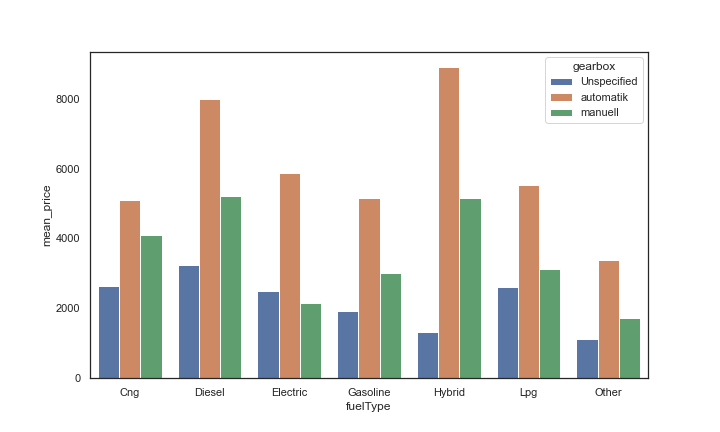 gearbox
Unspecified
automatik
manuell
8000
6000
4000
2000
0
mean_price
Cng Diesel Electric Gasoline Hybrid Lpg Other
fuelType